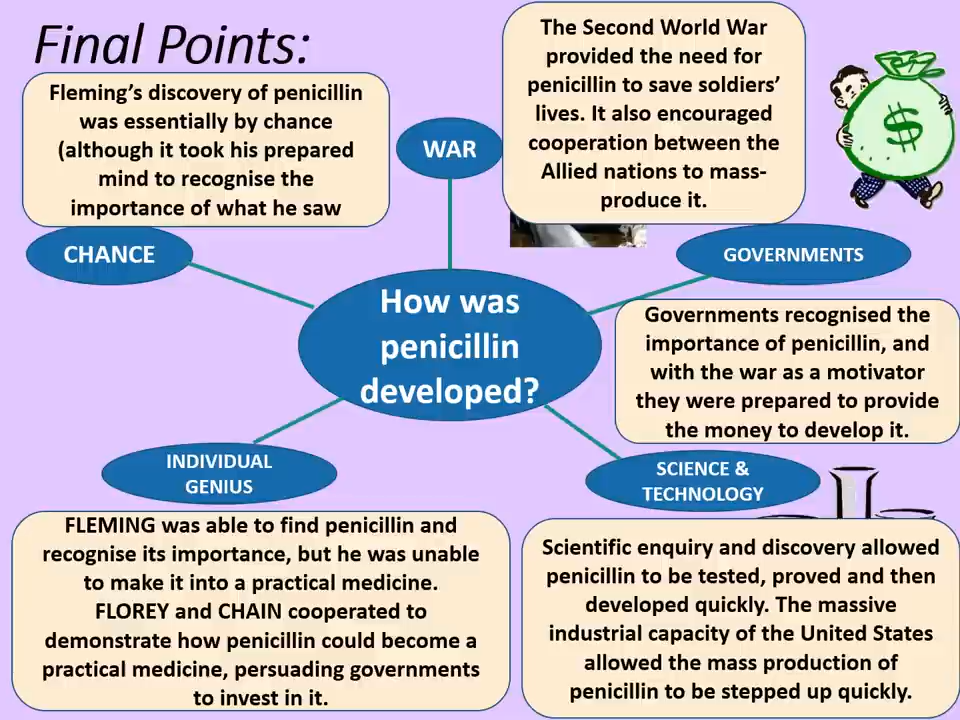 Final Points:
Fleming's discovery of penicillin
was essentially by chance
(although it took his prepared
mind to recognise the
importance of what he saw
CHANCE
WAR
The Second World War
provided the need for
penicillin to save soldiers'
lives. It also encouraged
cooperation between the
Allied nations to mass-
produce it.
$
GOVERNMENTS
Governments recognised the
importance of penicillin, and
with the war as a motivator
they were prepared to provide
the money to develop it.
How was
penicillin
developed?
INDIVIDUAL
GENIUS
FLEMING was able to find penicillin and
recognise its importance, but he was unable
to make it into a practical medicine.
FLOREY and CHAIN cooperated to
demonstrate how penicillin could become a
practical medicine, persuading governments
to invest in it.
SCIENCE &
TECHNOLOGY
Scientific enquiry and discovery allowed
penicillin to be tested, proved and then
developed quickly. The massive
industrial capacity of the United States
allowed the mass production of
penicillin to be stepped up quickly.